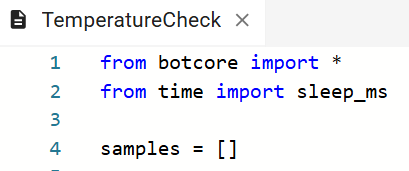 TemperatureCheck
1 from botcore import *
2 from time import sleep_ms
3
4 samples = []